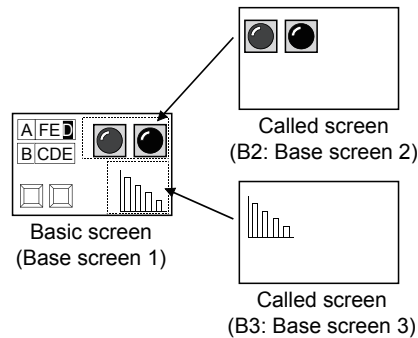 A FED
B CDE
Basic screen
(Base screen 1)
Called screen
(B2: Base screen 2)
Called screen
(B3: Base screen 3)